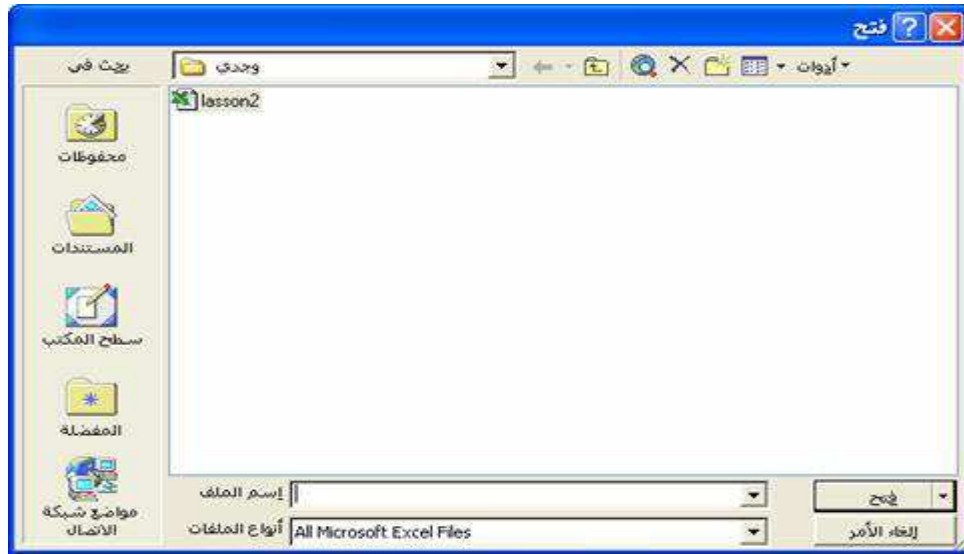 فتح
بحث في
وجدي
أدوات
lasson2
محفوظات
المستندات
سطح المكتب
المفضلة
مواضع شبكة
الاتصال
إسم الملف
فتح
أنواع الملفات
All Microsoft Excel Files
إلغاء الأمر